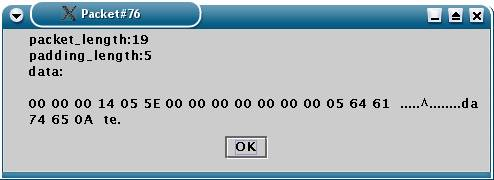 Packet#76
packet_length:19
padding_length:5
data:
00 00 00 14 05 5E 00 00 00 00 00 00 00 05 64 61 .....^........da
74 65 0A te.
OK